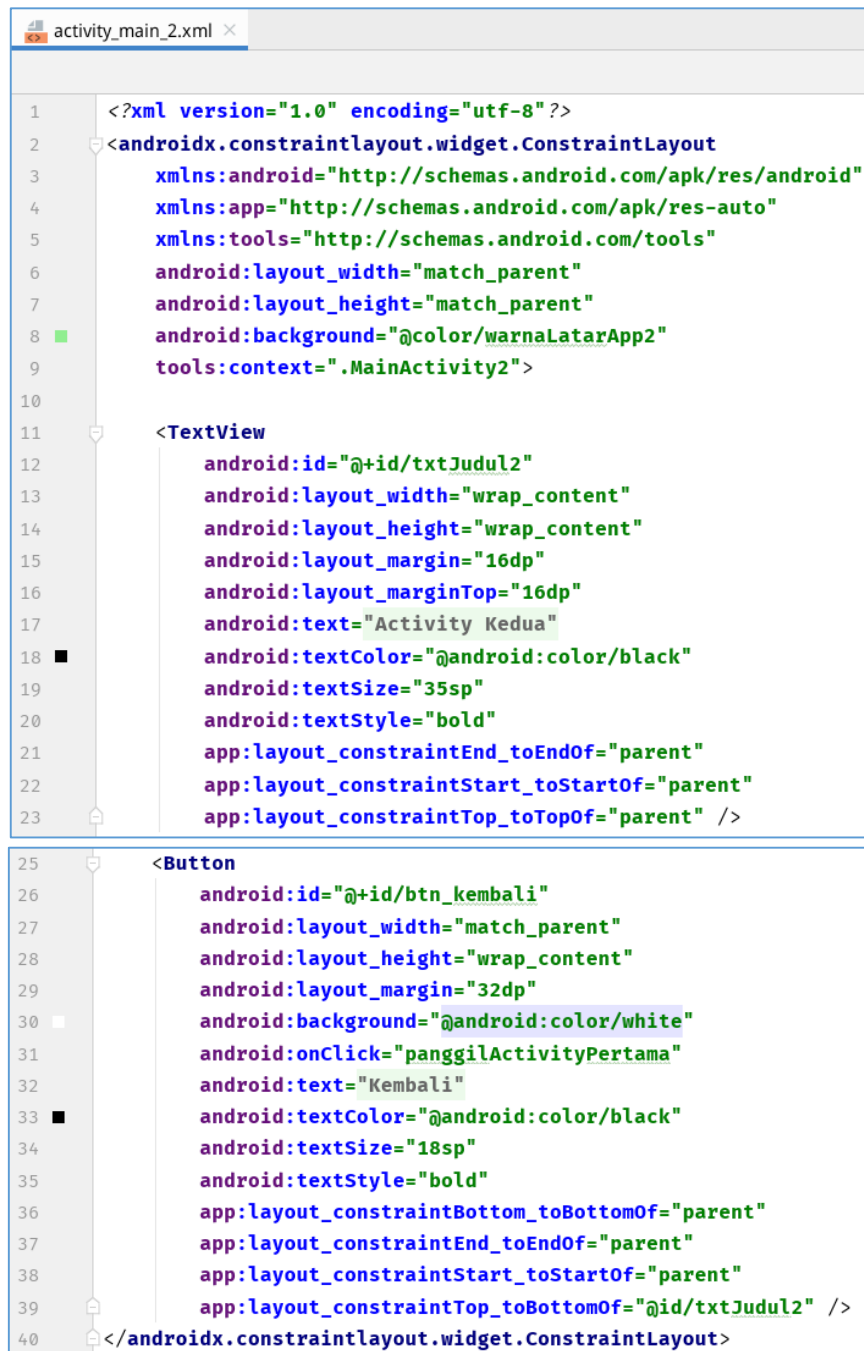 activity_main_2.xml ×
1 <?xml version="1.0" encoding="utf-8"?>
2 <androidx.constraintlayout.widget.ConstraintLayout
3     xmlns:android="http://schemas.android.com/apk/res/android"
4     xmlns:app="http://schemas.android.com/apk/res-auto"
5     xmlns:tools="http://schemas.android.com/tools"
6     android:layout_width="match_parent"
7     android:layout_height="match_parent"
8     android:background="@color/warnaLatarApp2"
9     tools:context=".MainActivity2">
10
11     <TextView
12         android:id="@+id/txtJudul2"
13         android:layout_width="wrap_content"
14         android:layout_height="wrap_content"
15         android:layout_margin="16dp"
16         android:layout_marginTop="16dp"
17         android:text="Activity Kedua"
18         android:textColor="@android:color/black"
19         android:textSize="35sp"
20         android:textStyle="bold"
21         app:layout_constraintEnd_toEndOf="parent"
22         app:layout_constraintStart_toStartOf="parent"
23         app:layout_constraintTop_toTopOf="parent" />
25     <Button
26         android:id="@+id/btn_kembali"
27         android:layout_width="match_parent"
28         android:layout_height="wrap_content"
29         android:layout_margin="32dp"
30         android:background="@android:color/white"
31         android:onClick="panggilActivityPertama"
32         android:text="Kembali"
33         android:textColor="@android:color/black"
34         android:textSize="18sp"
35         android:textStyle="bold"
36         app:layout_constraintBottom_toBottomOf="parent"
37         app:layout_constraintEnd_toEndOf="parent"
38         app:layout_constraintStart_toStartOf="parent"
39         app:layout_constraintTop_toBottomOf="@id/txtJudul2" />
40 </androidx.constraintlayout.widget.ConstraintLayout>